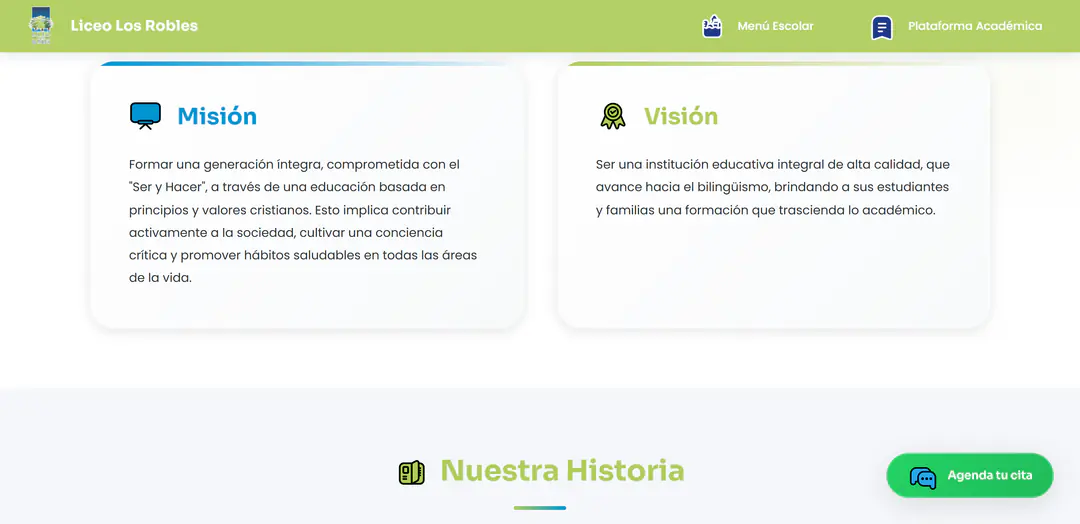 Liceo Los Robles
Menú Escolar
Plataforma Académica
Misión
Formar una generación íntegra, comprometida con el
"Ser y Hacer", a través de una educación basada en
principios y valores cristianos. Esto implica contribuir
activamente a la sociedad, cultivar una conciencia
crítica y promover hábitos saludables en todas las áreas
de la vida.
Visión
Ser una institución educativa integral de alta calidad, que
avance hacia el bilingüismo, brindando a sus estudiantes
y familias una formación que trascienda lo académico.
Nuestra Historia
Agenda tu cita